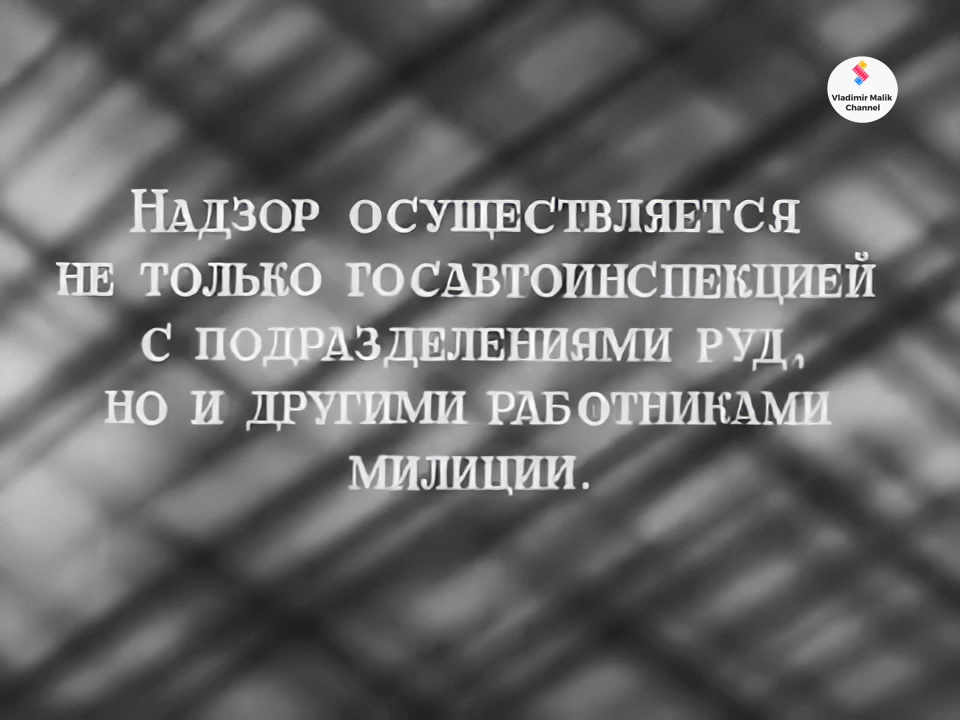 Vladimir Malik
Channel
Надзор осуществляется
не только госавтоинспекцией
с подразделениями РУД,
но и другими работниками
милиции.